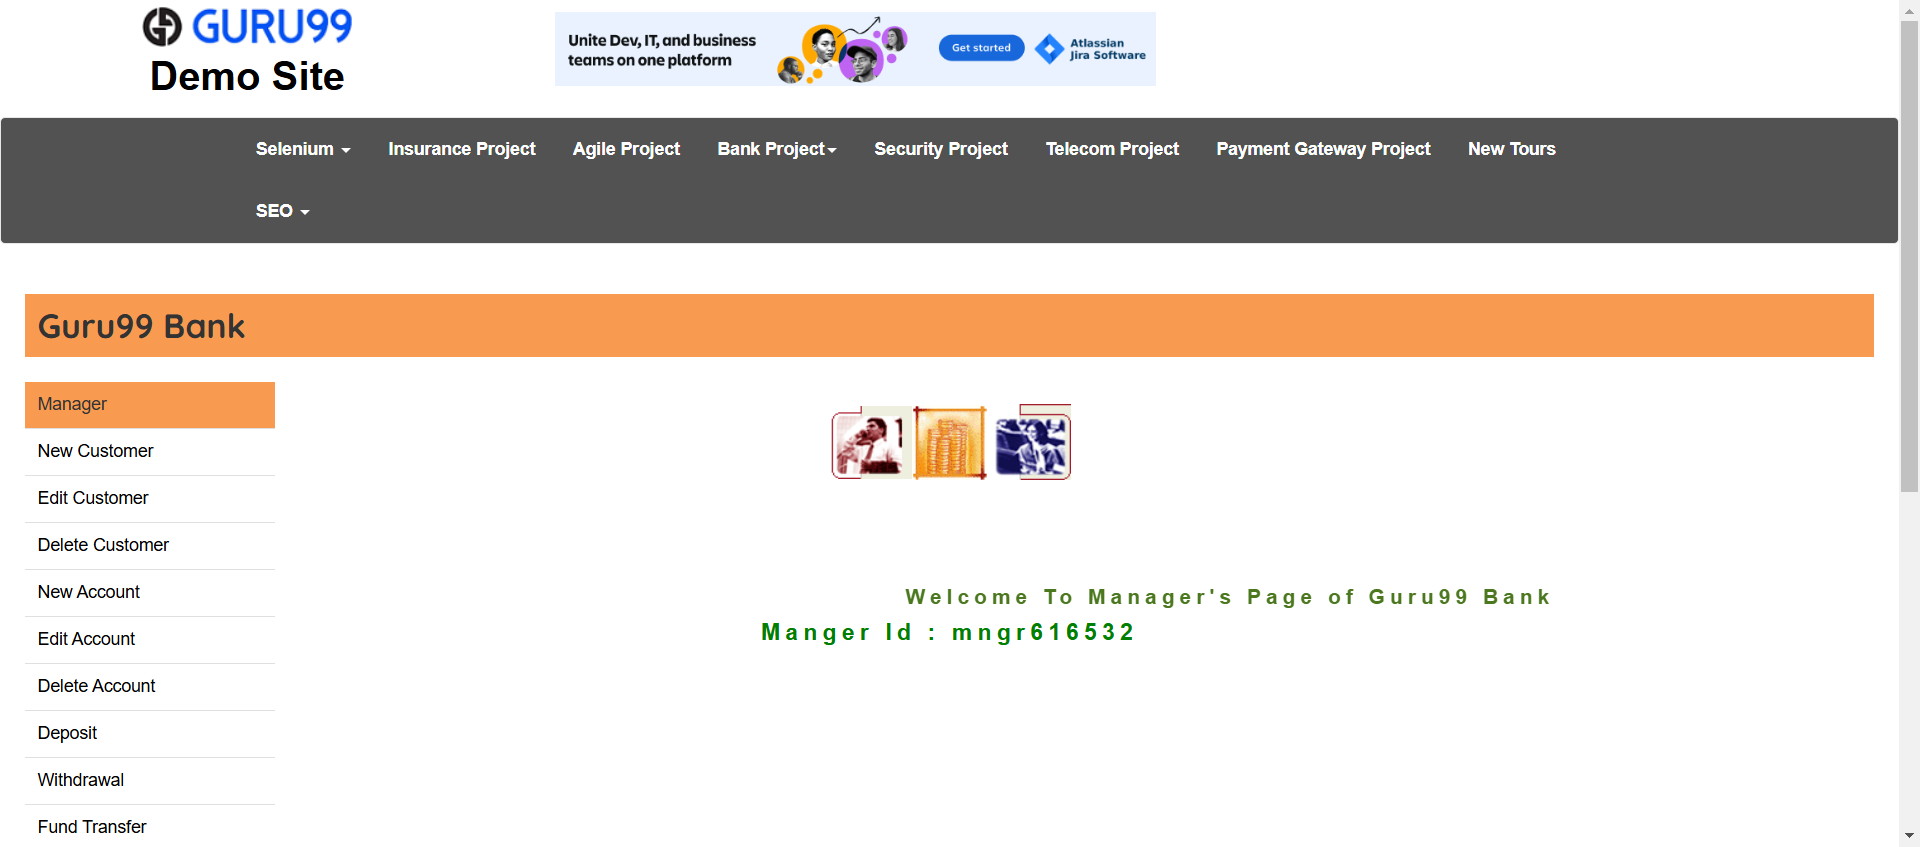 GURU99
Demo Site
Unite Dev, IT, and business
teams on one platform
Get started
Atlassian
Jira Software
Selenium
Insurance Project
Agile Project
Bank Project
Security Project
Telecom Project
Payment Gateway Project
New Tours
SEO
Guru99 Bank
Manager
New Customer
Edit Customer
Delete Customer
New Account
Edit Account
Delete Account
Deposit
Withdrawal
Fund Transfer
Welcome To Manager's Page of Guru99 Bank
Manger Id : mngr616532